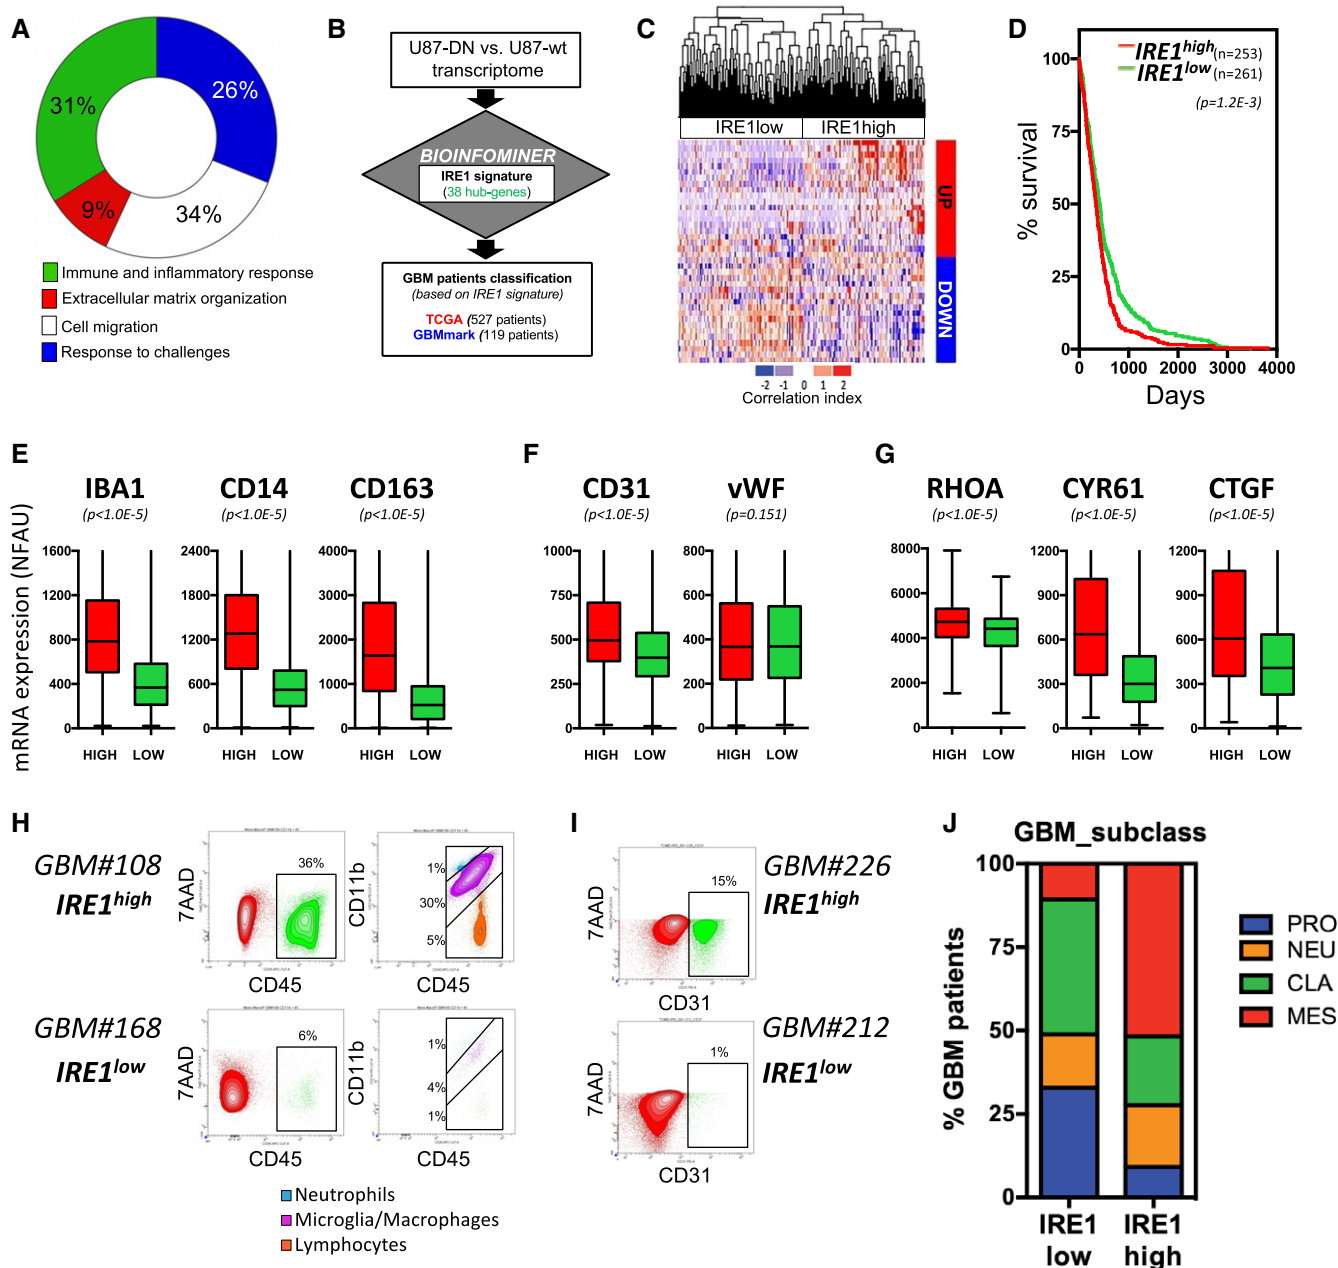 A
26%
31%
9%
34%
Immune and inflammatory response
Extracellular matrix organization
Cell migration
Response to challenges
B
U87-DN vs. U87-wt
transcriptome
BIOINFOMINER
IRE1 signature
(38 hub-genes)
GBM patients classification
(based on IRE1 signature)
TCGA (527 patients)
GBMmark (119 patients)
C
IRE1low IRE1high
UP
DOWN
-2 -1 0 1 2
Correlation index
D
IRE1high (n=253)
IRE1low (n=261)
(p=1.2E-3)
% survival
100
75
50
25
0
0 1000 2000 3000 4000
Days
E
mRNA expression (NFAU)
IBA1
(p<1.0E-5)
1600
1200
800
400
0
HIGH LOW
CD14
(p<1.0E-5)
2400
1800
1200
600
0
HIGH LOW
CD163
(p<1.0E-5)
4000
3000
2000
1000
0
HIGH LOW
F
CD31
(p<1.0E-5)
1000
750
500
250
0
HIGH LOW
vWF
(p=0.151)
800
600
400
200
0
HIGH LOW
G
RHOA
(p<1.0E-5)
8000
6000
4000
2000
0
HIGH LOW
CYR61
(p<1.0E-5)
1200
900
600
300
0
HIGH LOW
CTGF
(p<1.0E-5)
1200
900
600
300
0
HIGH LOW
H
GBM#108
IRE1high
7AAD
36%
CD45
CD11b
1%
30%
5%
CD45
GBM#168
IRE1low
7AAD
6%
CD45
CD11b
1%
4%
1%
CD45
Neutrophils
Microglia/Macrophages
Lymphocytes
I
7AAD
15%
CD31
GBM#226
IRE1high
7AAD
1%
CD31
GBM#212
IRE1low
J
GBM_subclass
% GBM patients
100
75
50
25
0
IRE1
low
IRE1
high
PRO
NEU
CLA
MES